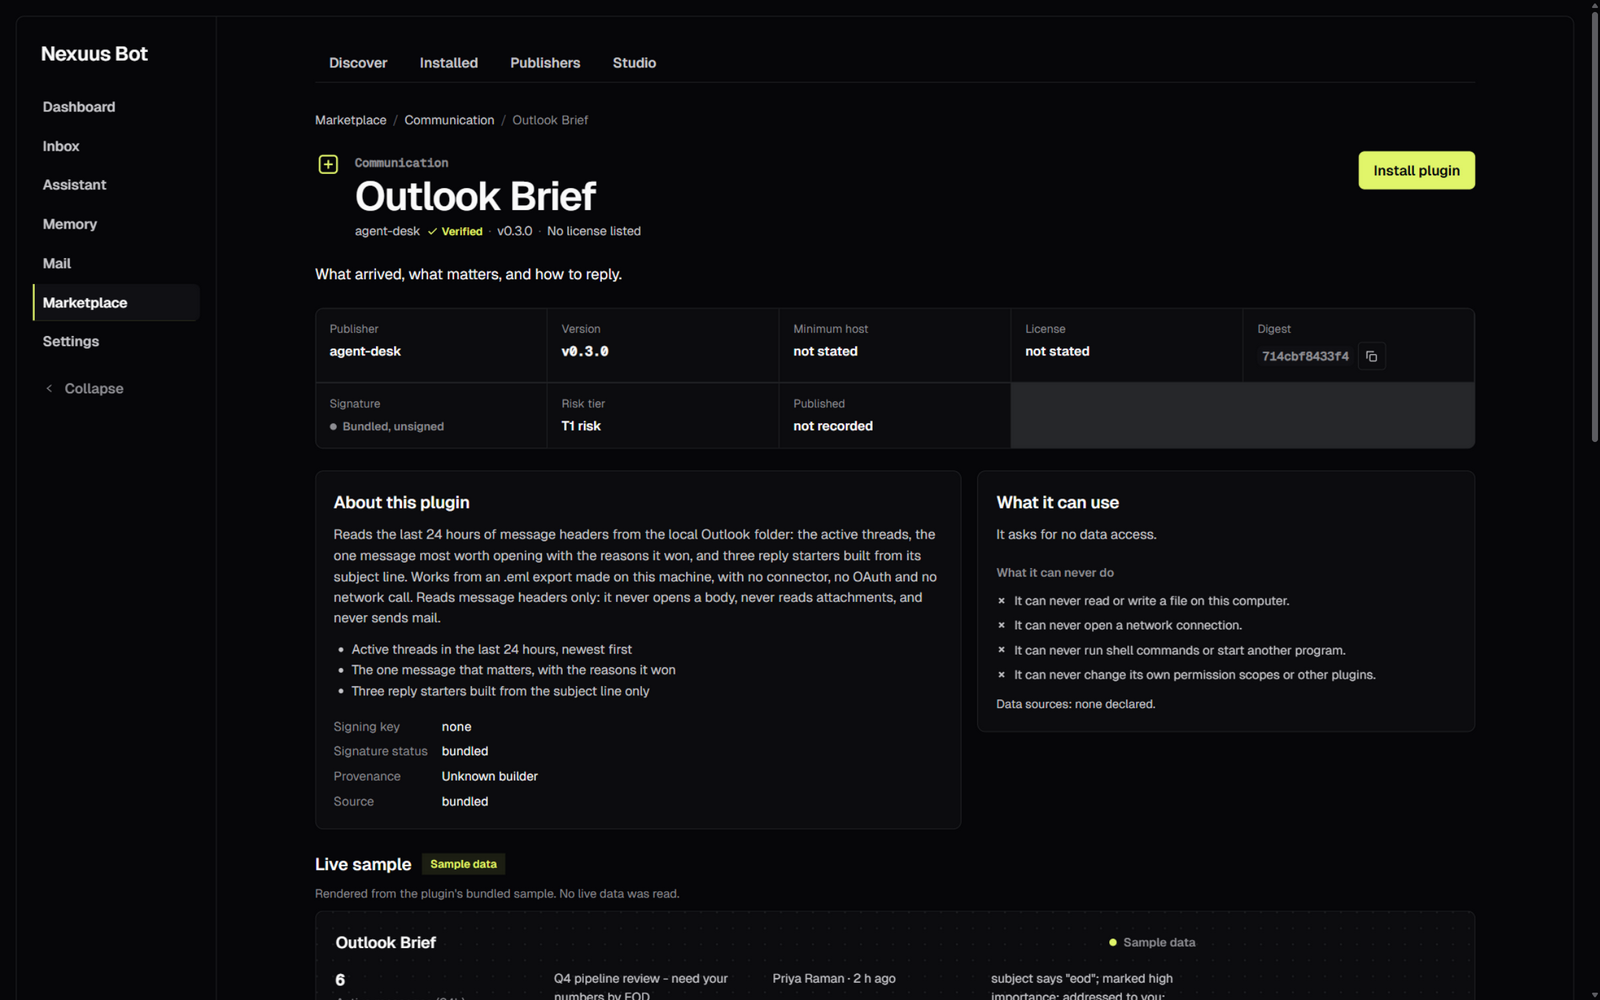 Nexuus Bot
Dashboard
Inbox
Assistant
Memory
Mail
Marketplace
Settings
Collapse
Discover Installed Publishers Studio
Marketplace / Communication / Outlook Brief
Communication
Outlook Brief
agent-desk ✓ Verified · v0.3.0 · No license listed
Install plugin
What arrived, what matters, and how to reply.
Publisher
agent-desk
Version
v0.3.0
Minimum host
not stated
License
not stated
Digest
714cbf8433f4
Signature
Bundled, unsigned
Risk tier
T1 risk
Published
not recorded
About this plugin
Reads the last 24 hours of message headers from the local Outlook folder: the active threads, the
one message most worth opening with the reasons it won, and three reply starters built from its
subject line. Works from an .eml export made on this machine, with no connector, no OAuth and no
network call. Reads message headers only: it never opens a body, never reads attachments, and
never sends mail.
• Active threads in the last 24 hours, newest first
• The one message that matters, with the reasons it won
• Three reply starters built from the subject line only
Signing key none
Signature status bundled
Provenance Unknown builder
Source bundled
What it can use
It asks for no data access.
What it can never do
× It can never read or write a file on this computer.
× It can never open a network connection.
× It can never run shell commands or start another program.
× It can never change its own permission scopes or other plugins.
Data sources: none declared.
Live sample Sample data
Rendered from the plugin's bundled sample. No live data was read.
Outlook Brief
Sample data
6
Q4 pipeline review - need your
numbers by EOD
Priya Raman · 2 h ago
subject says "eod"; marked high
importance; addressed to you;